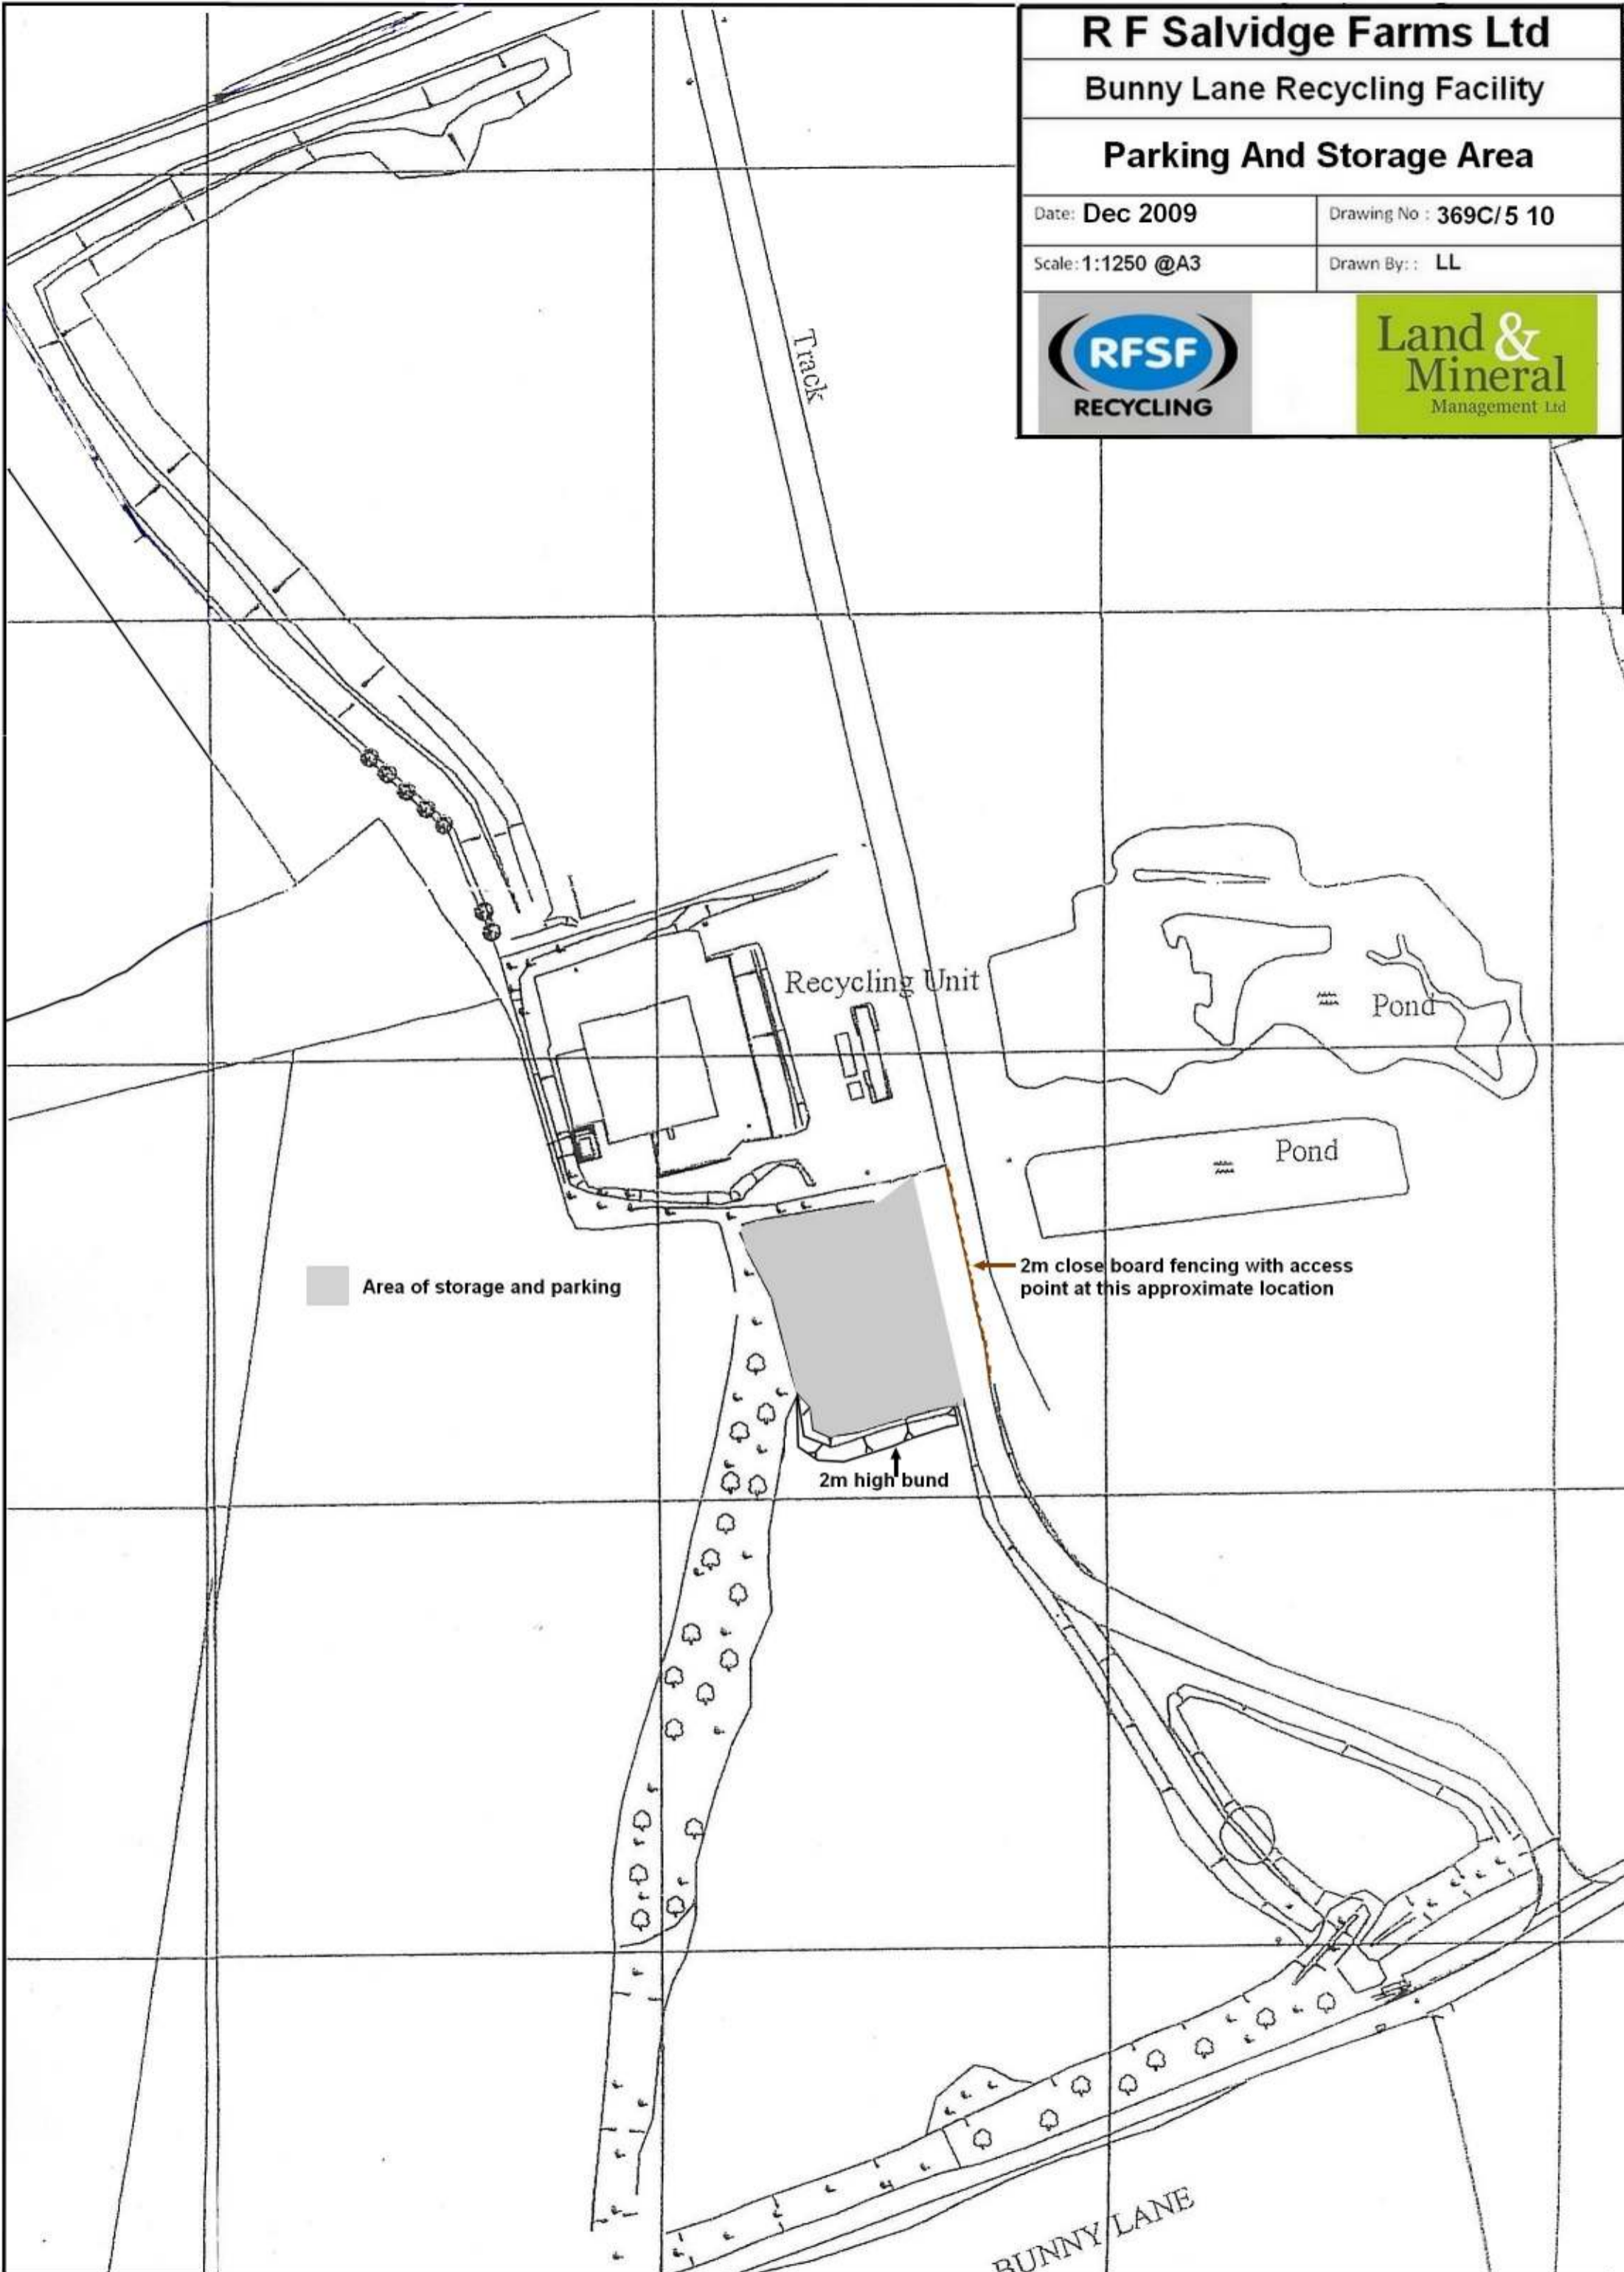 R F Salvidge Farms Ltd
Bunny Lane Recycling Facility
Parking And Storage Area
Date: Dec 2009
Drawing No : 369C/5 10
Scale: 1:1250 @A3
Drawn By: : LL
RFSF
RECYCLING
Land &
Mineral
Management Ltd
Track
Recycling Unit
Pond
Pond
Area of storage and parking
2m close board fencing with access
point at this approximate location
2m high bund
BUNNY LANE